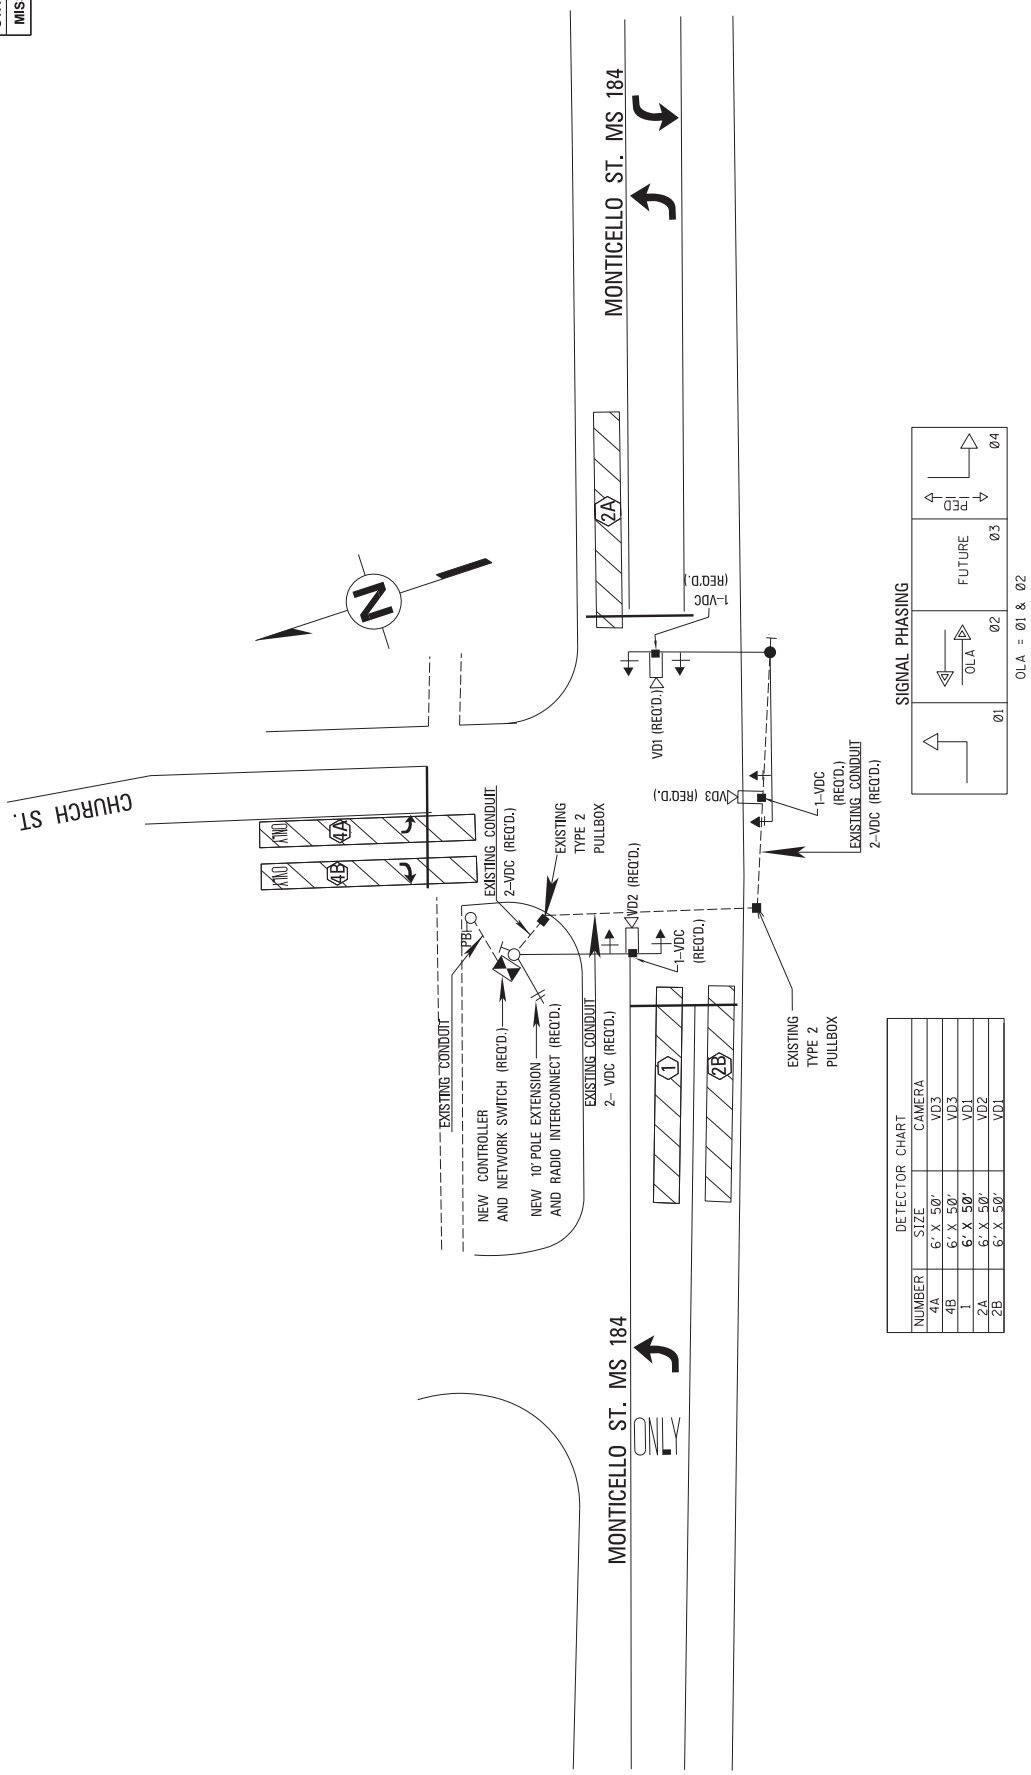 MIS
CHURCH ST.
ONLY
4A
ONLY
4B
N
MONTICELLO ST. MS 184
2A
1-VDC
(REQ'D.)
VD1 (REQ'D.)
VD3 (REQ'D.)
1-VDC
(REQ'D.)
EXISTING CONDUIT
2-VDC (REQ'D.)
EXISTING CONDUIT
2-VDC (REQ'D.)
EXISTING
TYPE 2
PULLBOX
VD2 (REQ'D.)
1-VDC
(REQ'D.)
PB
EXISTING CONDUIT
NEW CONTROLLER
AND NETWORK SWITCH (REQ'D.)
NEW 10' POLE EXTENSION
AND RADIO INTERCONNECT (REQ'D.)
EXISTING CONDUIT
2- VDC (REQ'D.)
EXISTING
TYPE 2
PULLBOX
1
2B
MONTICELLO ST. MS 184
ONLY
SIGNAL PHASING
Ø1
OLA
Ø2
FUTURE
Ø3
PED
Ø4
OLA = Ø1 & Ø2
DETECTOR CHART
NUMBER SIZE CAMERA
4A 6' X 50' VD3
4B 6' X 50' VD3
1 6' X 50' VD1
2A 6' X 50' VD2
2B 6' X 50' VD1